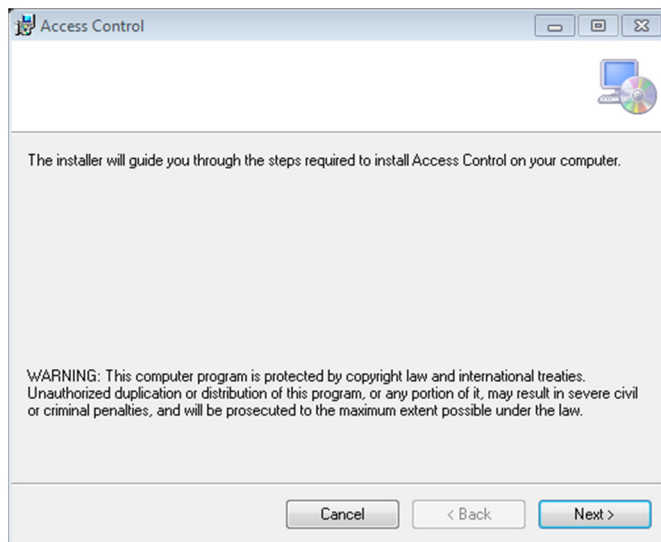 Access Control
The installer will guide you through the steps required to install Access Control on your computer.
WARNING: This computer program is protected by copyright law and international treaties.
Unauthorized duplication or distribution of this program, or any portion of it, may result in severe civil
or criminal penalties, and will be prosecuted to the maximum extent possible under the law.
Cancel
< Back
Next >